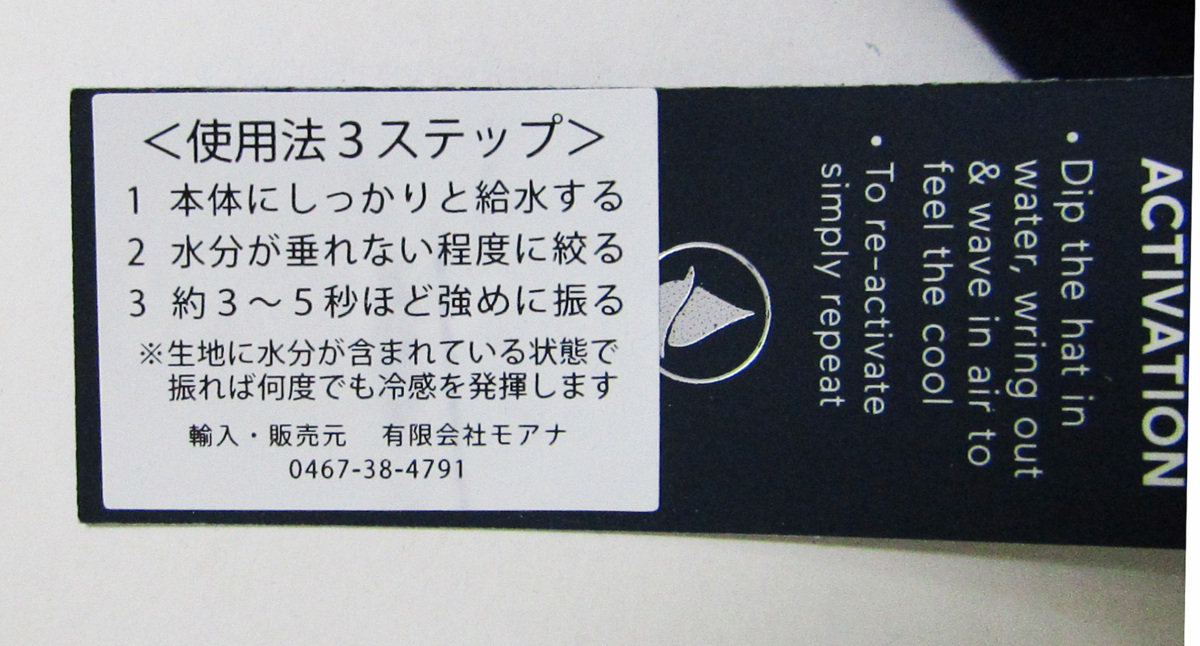 ＜使用法３ステップ＞
1 本体にしっかりと給水する
2 水分が垂れない程度に絞る
3 約３～５秒ほど強めに振る
※生地に水分が含まれている状態で
振れば何度でも冷感を発揮します
輸入・販売元 有限会社モアナ
0467-38-4791
ACTIVATION
• Dip the hat in
water, wring out
& wave in air to
feel the cool
• To re-activate
simply repeat